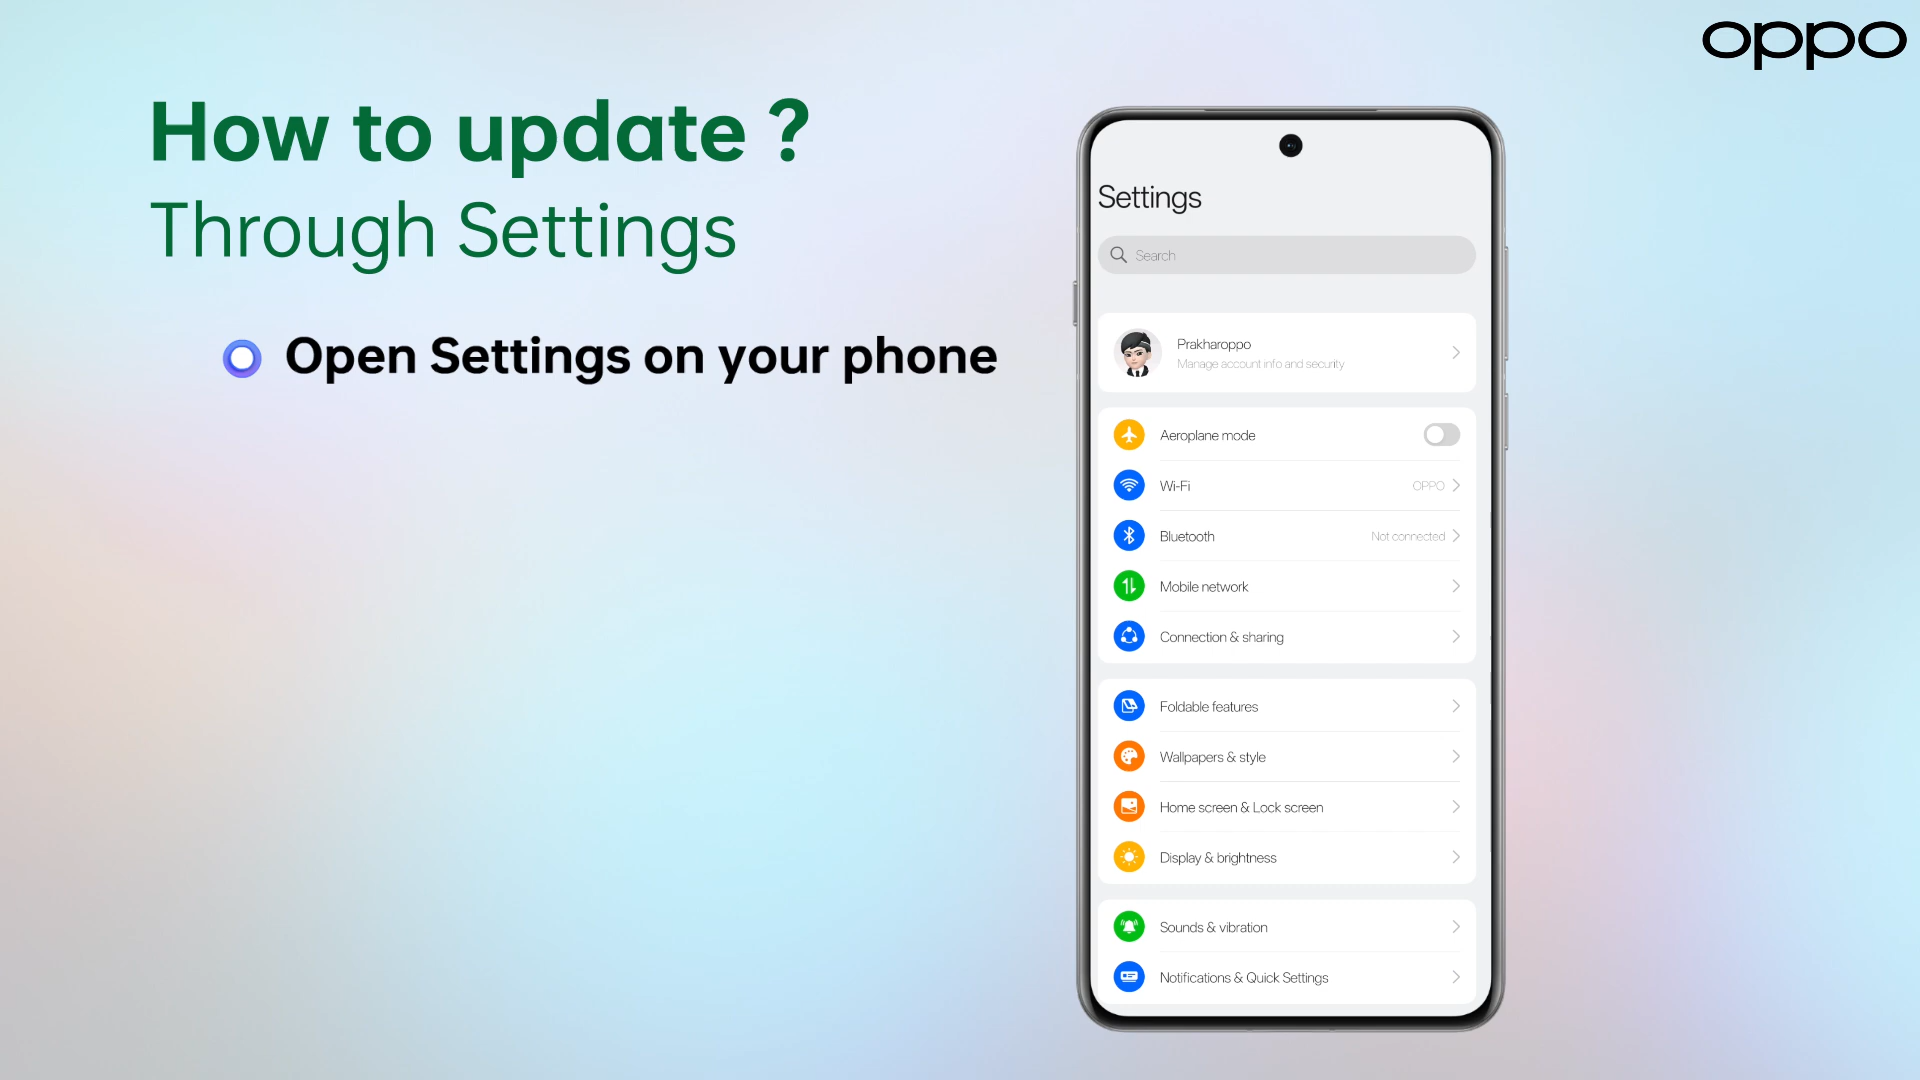 oppo
How to update ?
Through Settings
Open Settings on your phone
Settings
Search
Prakharoppo
Manage account info and security
Aeroplane mode
Wi-Fi OPPO
Bluetooth Not connected
Mobile network
Connection & sharing
Foldable features
Wallpapers & style
Home screen & Lock screen
Display & brightness
Sounds & vibration
Notifications & Quick Settings